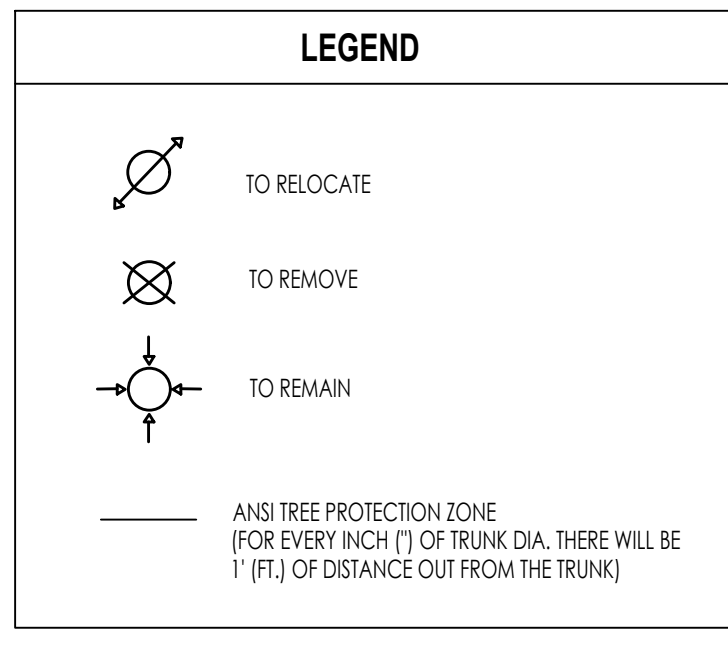 LEGEND
TO RELOCATE
TO REMOVE
TO REMAIN
ANSI TREE PROTECTION ZONE
(FOR EVERY INCH (") OF TRUNK DIA. THERE WILL BE
1' (FT.) OF DISTANCE OUT FROM THE TRUNK)